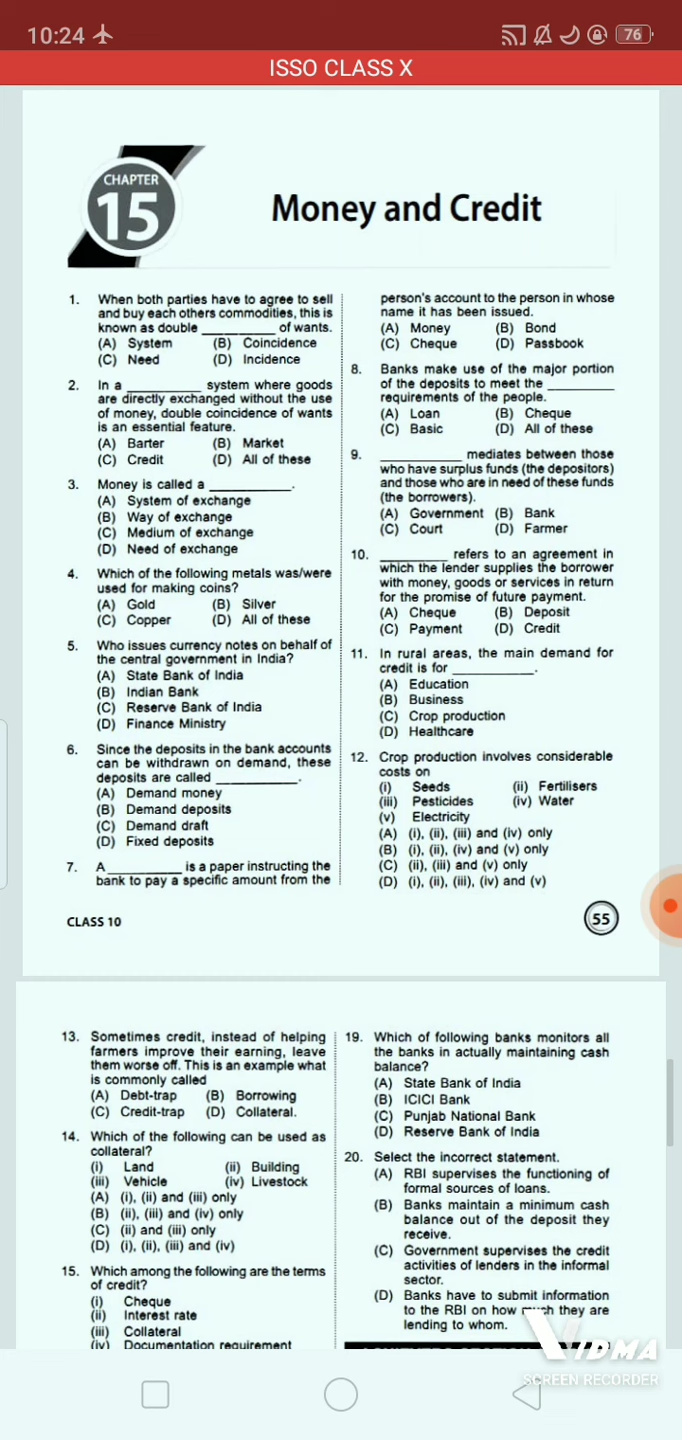 10:24
76
ISSO CLASS X
CHAPTER
15
Money and Credit
1. When both parties have to agree to sell
and buy each others commodities, this is
known as double __________ of wants.
(A) System (B) Coincidence
(C) Need (D) Incidence
2. In a __________ system where goods
are directly exchanged without the use
of money, double coincidence of wants
is an essential feature.
(A) Barter (B) Market
(C) Credit (D) All of these
3. Money is called a ___________.
(A) System of exchange
(B) Way of exchange
(C) Medium of exchange
(D) Need of exchange
4. Which of the following metals was/were
used for making coins?
(A) Gold (B) Silver
(C) Copper (D) All of these
5. Who issues currency notes on behalf of
the central government in India?
(A) State Bank of India
(B) Indian Bank
(C) Reserve Bank of India
(D) Finance Ministry
6. Since the deposits in the bank accounts
can be withdrawn on demand, these
deposits are called ___________.
(A) Demand money
(B) Demand deposits
(C) Demand draft
(D) Fixed deposits
7. A__________ is a paper instructing the
bank to pay a specific amount from the
person's account to the person in whose
name it has been issued.
(A) Money (B) Bond
(C) Cheque (D) Passbook
8. Banks make use of the major portion
of the deposits to meet the _________
requirements of the people.
(A) Loan (B) Cheque
(C) Basic (D) All of these
9. ___________ mediates between those
who have surplus funds (the depositors)
and those who are in need of these funds
(the borrowers).
(A) Government (B) Bank
(C) Court (D) Farmer
10. _________ refers to an agreement in
which the lender supplies the borrower
with money, goods or services in return
for the promise of future payment.
(A) Cheque (B) Deposit
(C) Payment (D) Credit
11. In rural areas, the main demand for
credit is for ___________.
(A) Education
(B) Business
(C) Crop production
(D) Healthcare
12. Crop production involves considerable
costs on
(i) Seeds (ii) Fertilisers
(iii) Pesticides (iv) Water
(v) Electricity
(A) (i), (ii), (iii) and (iv) only
(B) (i), (ii), (iv) and (v) only
(C) (ii), (iii) and (v) only
(D) (i), (ii), (iii), (iv) and (v)
CLASS 10
55
13. Sometimes credit, instead of helping
farmers improve their earning, leave
them worse off. This is an example what
is commonly called
(A) Debt-trap (B) Borrowing
(C) Credit-trap (D) Collateral.
14. Which of the following can be used as
collateral?
(i) Land (ii) Building
(iii) Vehicle (iv) Livestock
(A) (i), (ii) and (iii) only
(B) (ii), (iii) and (iv) only
(C) (ii) and (iii) only
(D) (i), (ii), (iii) and (iv)
15. Which among the following are the terms
of credit?
(i) Cheque
(ii) Interest rate
(iii) Collateral
(iv) Documentation requirement
19. Which of following banks monitors all
the banks in actually maintaining cash
balance?
(A) State Bank of India
(B) ICICI Bank
(C) Punjab National Bank
(D) Reserve Bank of India
20. Select the incorrect statement.
(A) RBI supervises the functioning of
formal sources of loans.
(B) Banks maintain a minimum cash
balance out of the deposit they
receive.
(C) Government supervises the credit
activities of lenders in the informal
sector.
(D) Banks have to submit information
to the RBI on how much they are
lending to whom.
VIDMA
SCREEN RECORDER